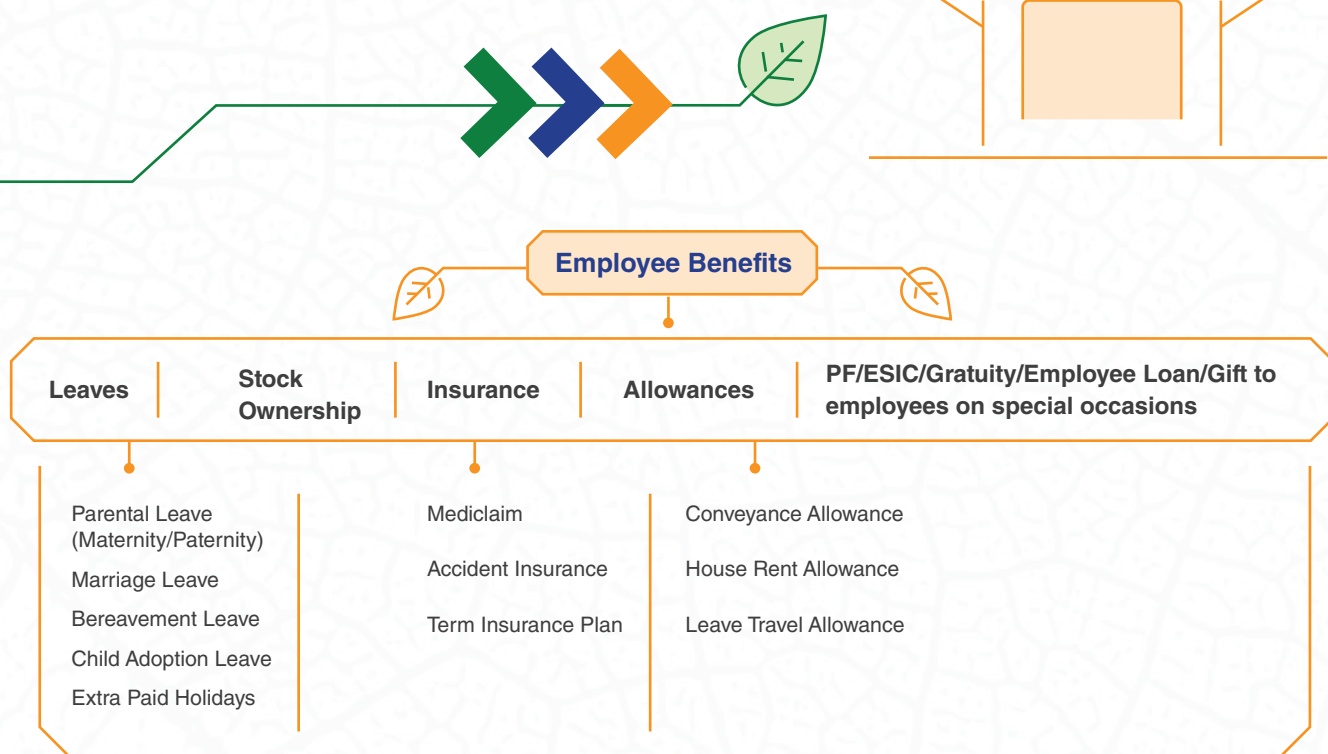 Employee Benefits
Leaves
Stock
Ownership
Insurance
Allowances
PF/ESIC/Gratuity/Employee Loan/Gift to
employees on special occasions
Parental Leave
(Maternity/Paternity)
Marriage Leave
Bereavement Leave
Child Adoption Leave
Extra Paid Holidays
Mediclaim
Accident Insurance
Term Insurance Plan
Conveyance Allowance
House Rent Allowance
Leave Travel Allowance